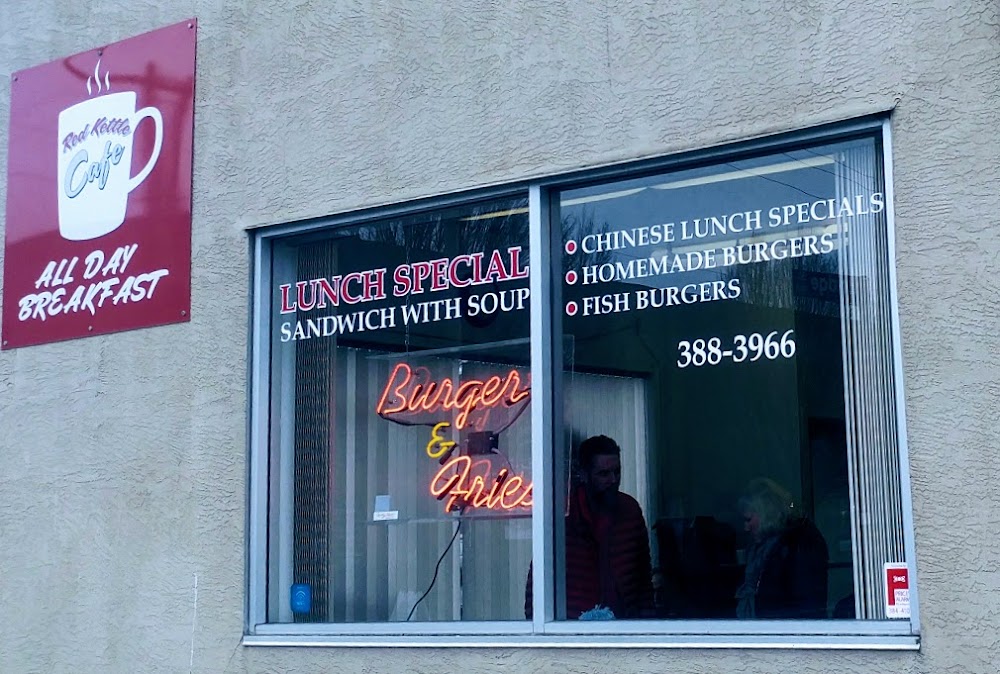 Red Kettle
Cafe
ALL DAY
BREAKFAST
LUNCH SPECIAL
SANDWICH WITH SOUP
Burger
&
Fries
CHINESE LUNCH SPECIALS
HOMEMADE BURGERS
FISH BURGERS
388-3966